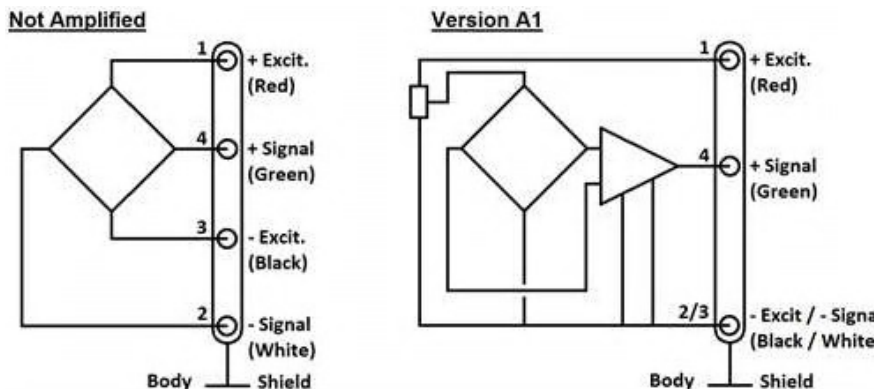 Not Amplified
1
+ Excit.
(Red)
4
+ Signal
(Green)
3
- Excit.
(Black)
2
- Signal
(White)
Body
Shield
Version A1
1
+ Excit.
(Red)
4
+ Signal
(Green)
2/3
- Excit / - Signa
(Black / White
Body
Shield